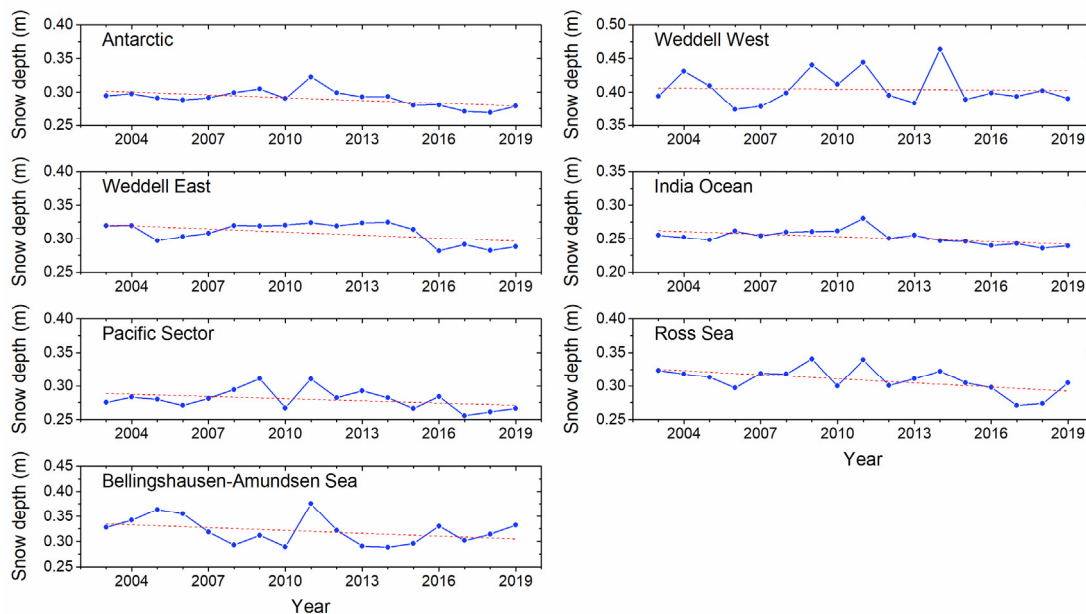 Snow depth (m)
0.40
0.35
0.30
0.25
Antarctic
2004 2007 2010 2013 2016 2019
Snow depth (m)
0.50
0.45
0.40
0.35
Weddell West
2004 2007 2010 2013 2016 2019
Snow depth (m)
0.40
0.35
0.30
0.25
Weddell East
2004 2007 2010 2013 2016 2019
Snow depth (m)
0.35
0.30
0.25
0.20
India Ocean
2004 2007 2010 2013 2016 2019
Snow depth (m)
0.40
0.35
0.30
0.25
Pacific Sector
2004 2007 2010 2013 2016 2019
Snow depth (m)
0.40
0.35
0.30
0.25
Ross Sea
2004 2007 2010 2013 2016 2019
Year
Snow depth (m)
0.45
0.40
0.35
0.30
0.25
Bellingshausen-Amundsen Sea
2004 2007 2010 2013 2016 2019
Year